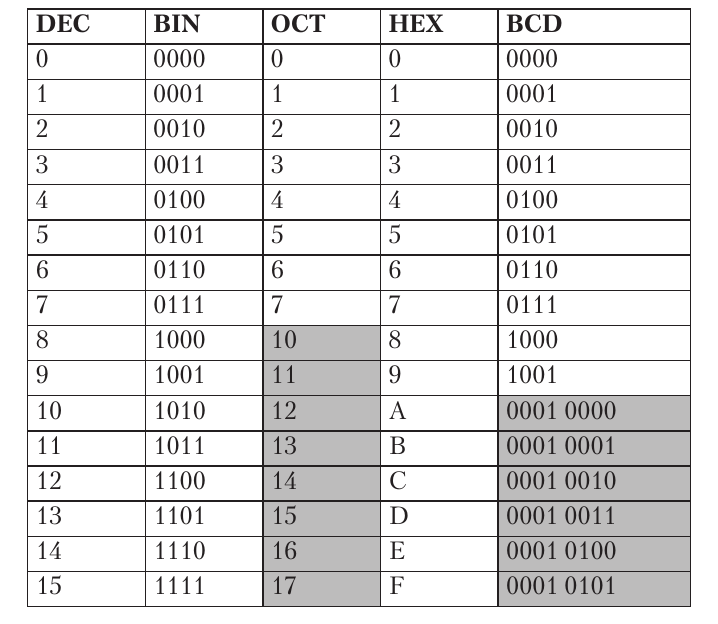 DEC BIN OCT HEX BCD
0 0000 0 0 0000
1 0001 1 1 0001
2 0010 2 2 0010
3 0011 3 3 0011
4 0100 4 4 0100
5 0101 5 5 0101
6 0110 6 6 0110
7 0111 7 7 0111
8 1000 10 8 1000
9 1001 11 9 1001
10 1010 12 A 0001 0000
11 1011 13 B 0001 0001
12 1100 14 C 0001 0010
13 1101 15 D 0001 0011
14 1110 16 E 0001 0100
15 1111 17 F 0001 0101